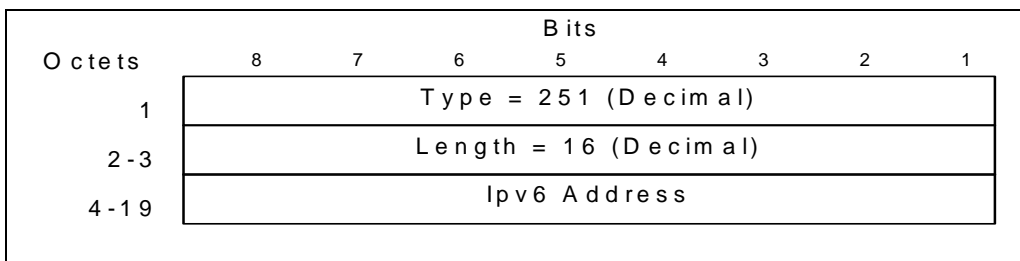 Bits
Octets 8 7 6 5 4 3 2 1
1 Type = 251 (Decimal)
2-3 Length = 16 (Decimal)
4-19 Ipv6 Address